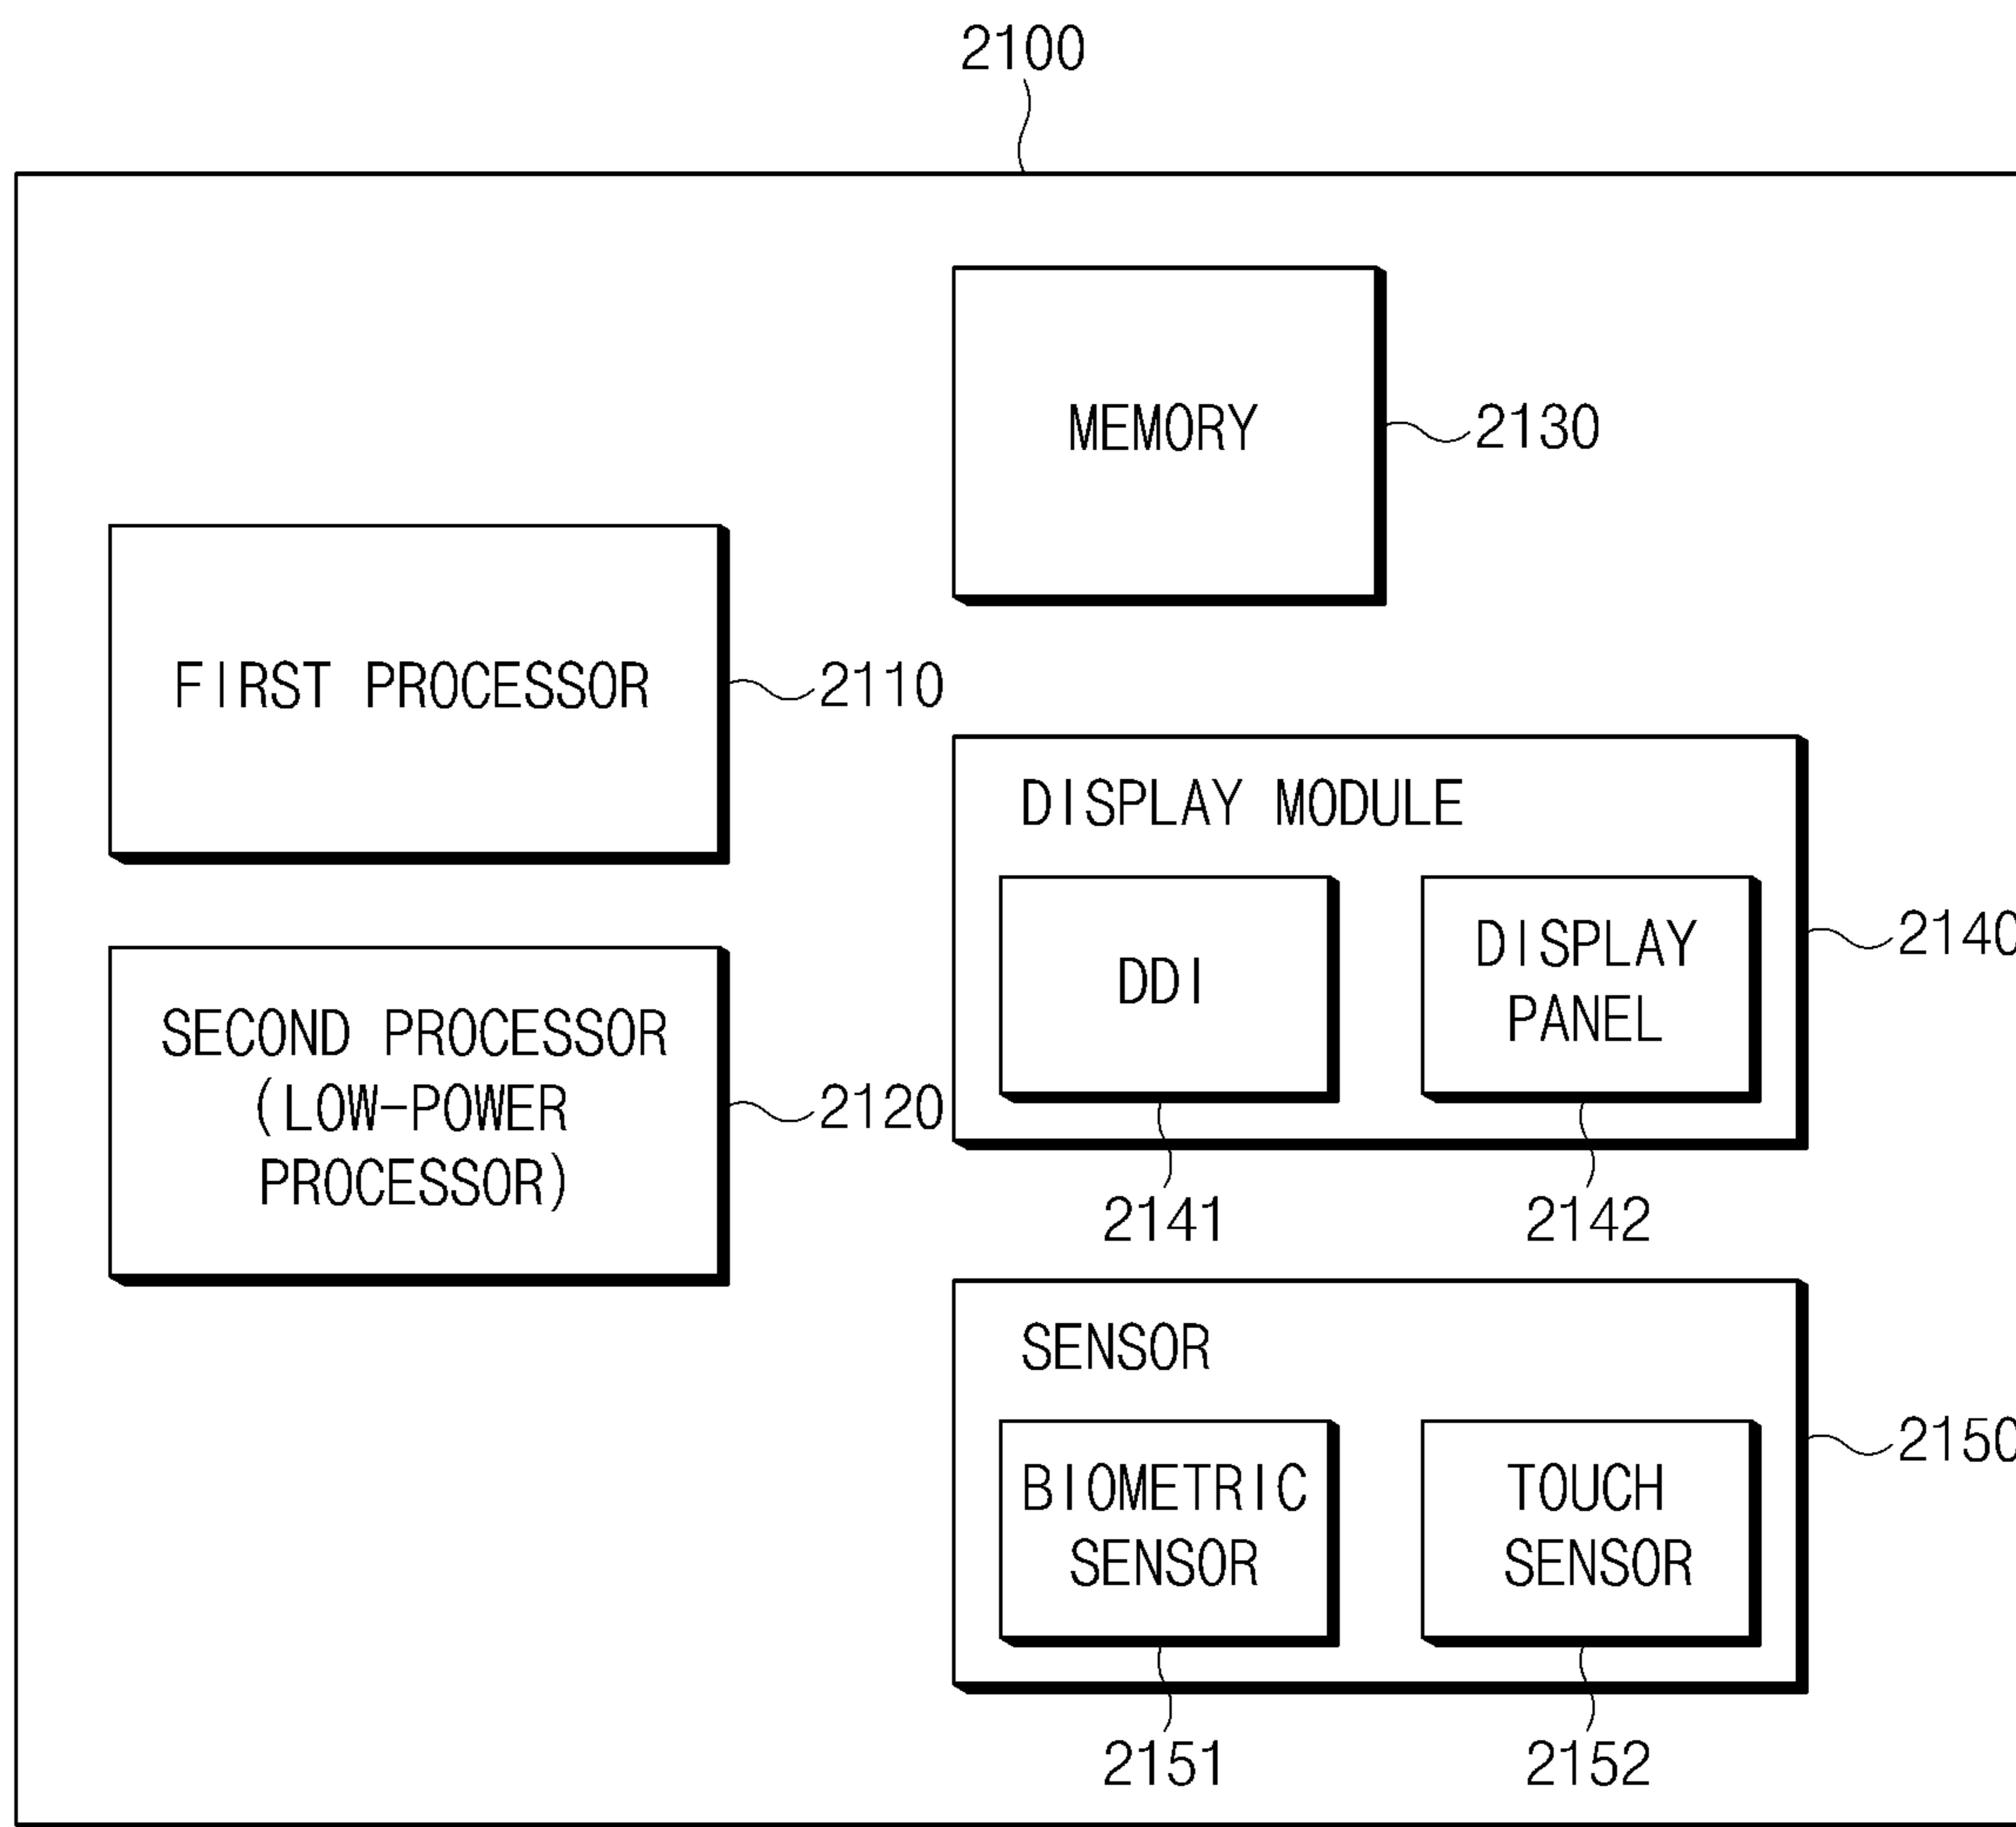 2100
MEMORY
2130
FIRST PROCESSOR
2110
SECOND PROCESSOR
(LOW-POWER
PROCESSOR)
2120
DISPLAY MODULE
DDI
DISPLAY
PANEL
2140
2141
2142
SENSOR
BIOMETRIC
SENSOR
TOUCH
SENSOR
2150
2151
2152